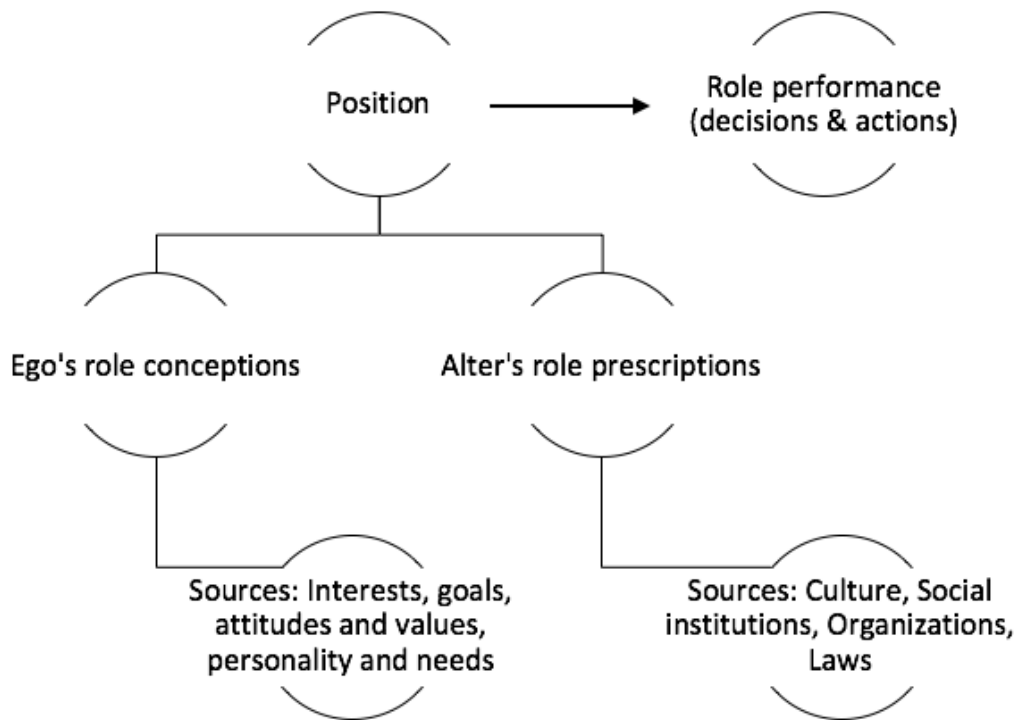 Position
Role performance
(decisions & actions)
Ego's role conceptions
Alter's role prescriptions
Sources: Interests, goals,
attitudes and values,
personality and needs
Sources: Culture, Social
institutions, Organizations,
Laws